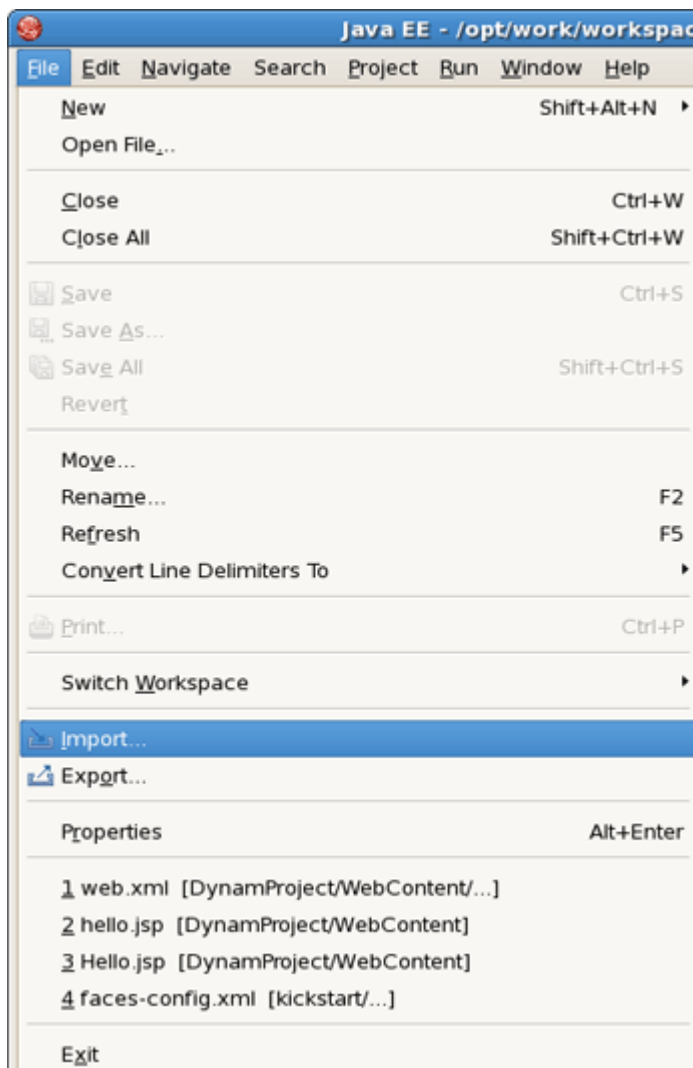 Java EE - /opt/work/workspac
File Edit Navigate Search Project Run Window Help
New Shift+Alt+N
Open File...
Close Ctrl+W
Close All Shift+Ctrl+W
Save Ctrl+S
Save As...
Save All Shift+Ctrl+S
Revert
Move...
Rename... F2
Refresh F5
Convert Line Delimiters To
Print... Ctrl+P
Switch Workspace
Import...
Export...
Properties Alt+Enter
1 web.xml [DynamProject/WebContent/...]
2 hello.jsp [DynamProject/WebContent]
3 Hello.jsp [DynamProject/WebContent]
4 faces-config.xml [kickstart/...]
Exit